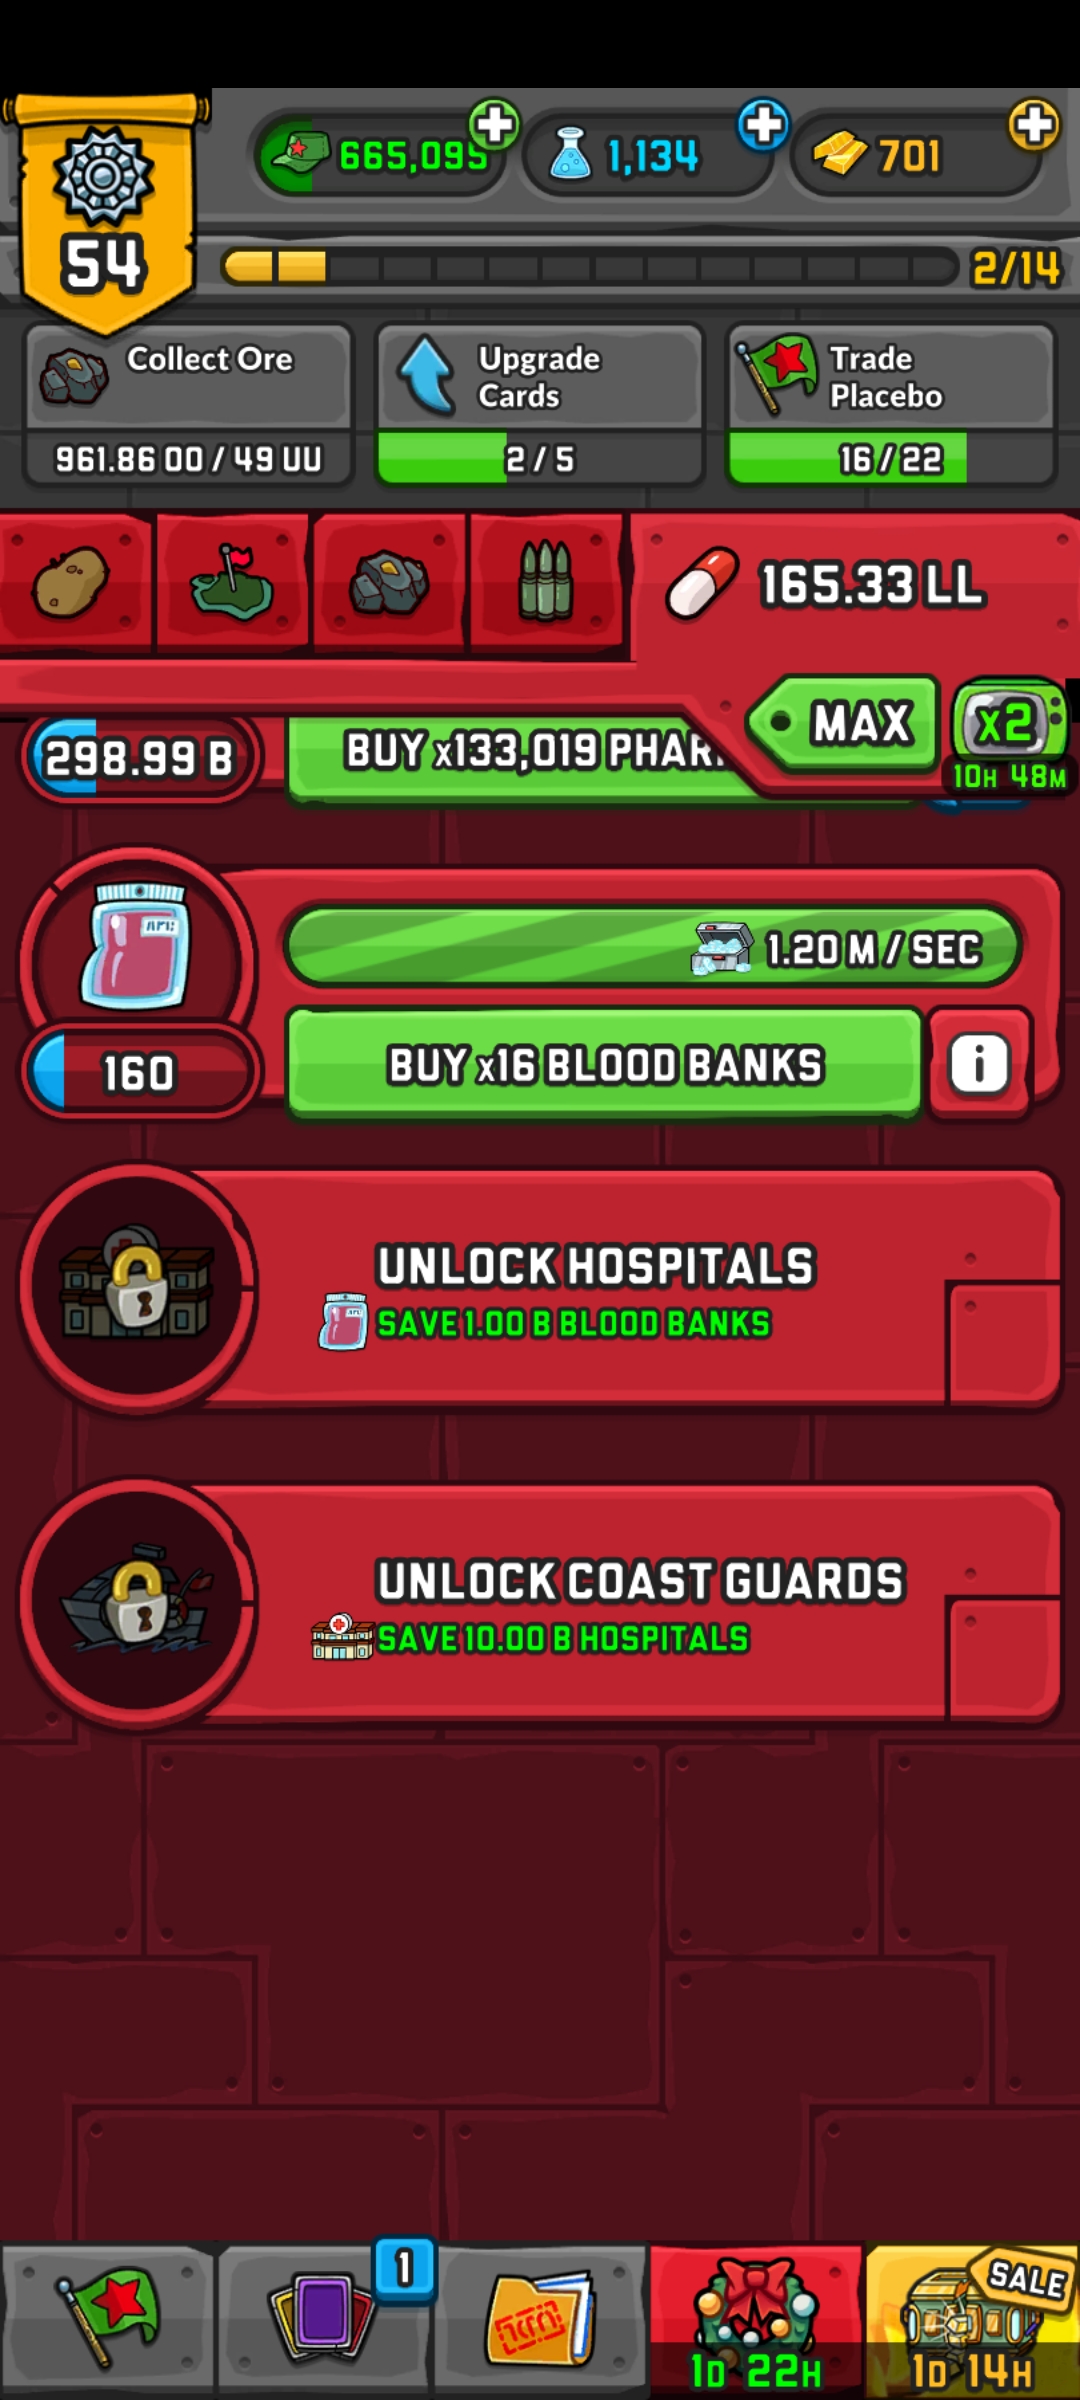 665,095
1,134
701
54
2/14
Collect Ore
961.86 OO / 49 UU
Upgrade
Cards
2 / 5
Trade
Placebo
16 / 22
165.33 LL
MAX
x2
10H 48M
298.99 B
BUY x133,019 PHAR
1.20 M / SEC
160
BUY x16 BLOOD BANKS
i
UNLOCK HOSPITALS
SAVE 1.00 B BLOOD BANKS
UNLOCK COAST GUARDS
SAVE 10.00 B HOSPITALS
1
SALE
1D 22H
1D 14H